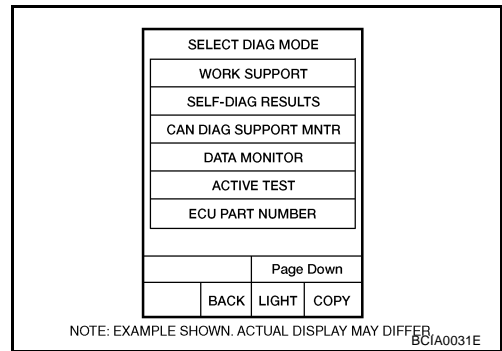 SELECT DIAG MODE
WORK SUPPORT
SELF-DIAG RESULTS
CAN DIAG SUPPORT MNTR
DATA MONITOR
ACTIVE TEST
ECU PART NUMBER
Page Down
BACK LIGHT COPY
NOTE: EXAMPLE SHOWN. ACTUAL DISPLAY MAY DIFFER.
BCIA0031E